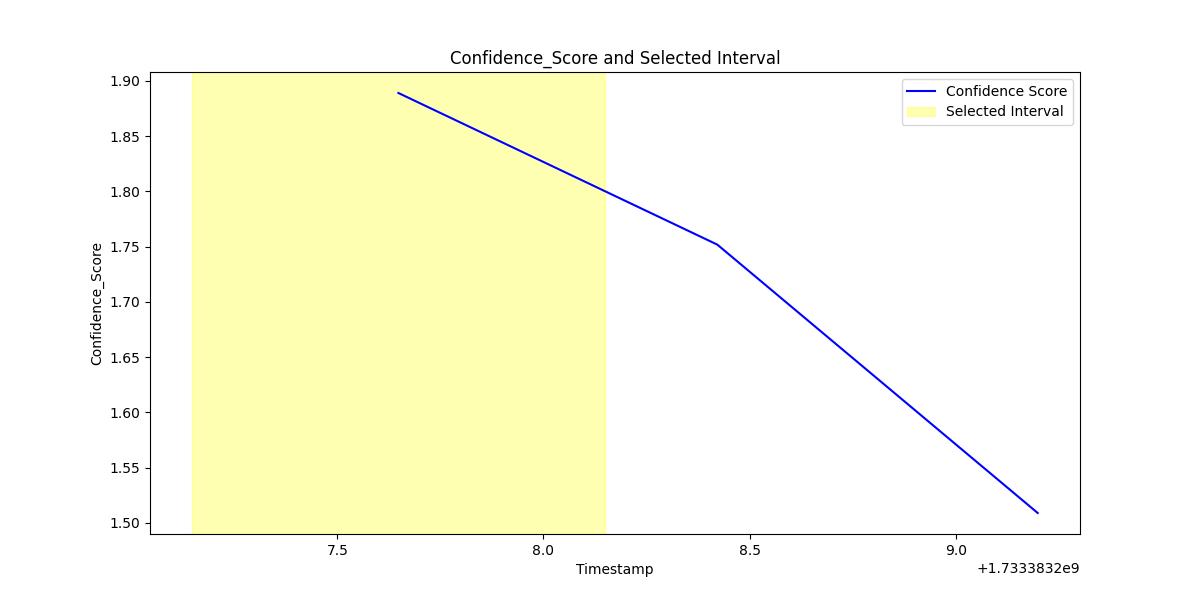 Confidence_Score and Selected Interval
Confidence Score
Selected Interval
Confidence_Score
1.90
1.85
1.80
1.75
1.70
1.65
1.60
1.55
1.50
7.5
8.0
8.5
9.0
Timestamp
+1.7333832e9